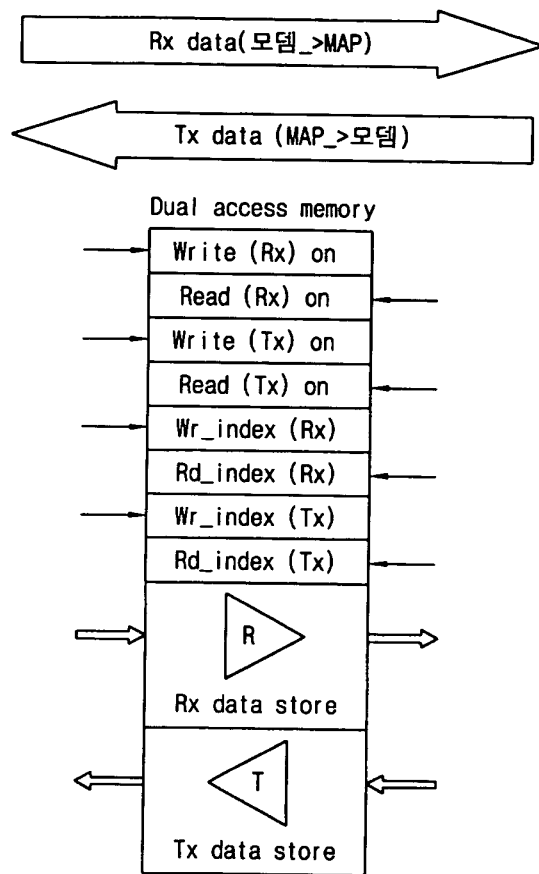 Rx data(모뎀_>MAP)
Tx data (MAP_>모뎀)
Dual access memory
Write (Rx) on
Read (Rx) on
Write (Tx) on
Read (Tx) on
Wr_index (Rx)
Rd_index (Rx)
Wr_index (Tx)
Rd_index (Tx)
R
Rx data store
T
Tx data store